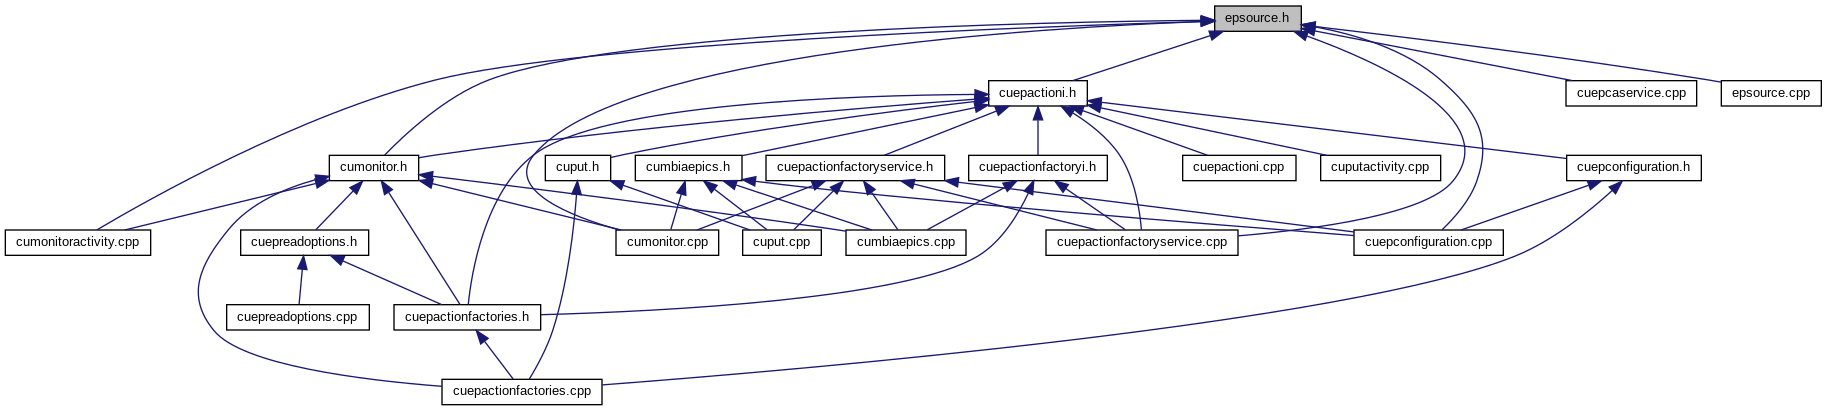 epsource.h
cuepactioni.h
cuepcaservice.cpp
epsource.cpp
cumonitor.h
cuput.h
cumbiaepics.h
cuepactionfactoryservice.h
cuepactionfactoryi.h
cuepactioni.cpp
cuputactivity.cpp
cuepconfiguration.h
cumonitoractivity.cpp
cuepreadoptions.h
cumonitor.cpp
cuput.cpp
cumbiaepics.cpp
cuepactionfactoryservice.cpp
cuepconfiguration.cpp
cuepreadoptions.cpp
cuepactionfactories.h
cuepactionfactories.cpp